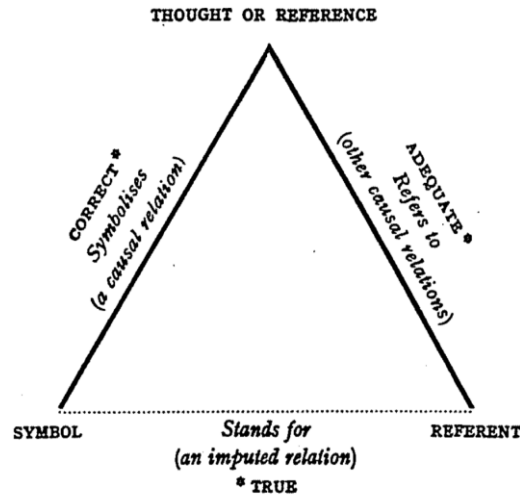 THOUGHT OR REFERENCE
CORRECT *
Symbolises
(a causal relation)
ADEQUATE *
Refers to
(other causal relations)
SYMBOL
Stands for
(an imputed relation)
* TRUE
REFERENT